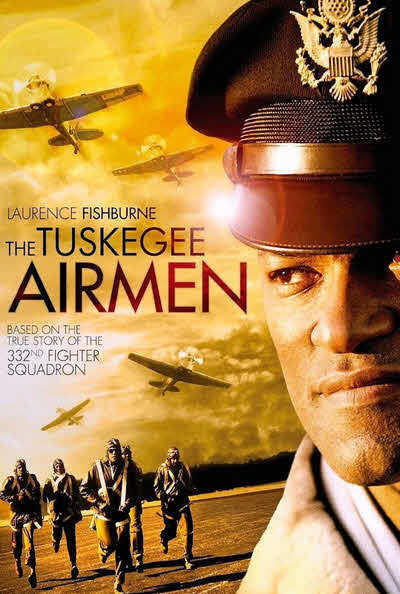 LAURENCE FISHBURNE
THE TUSKEGEE
AIRMEN
BASED ON THE
TRUE STORY OF THE
332ND FIGHTER
SQUADRON